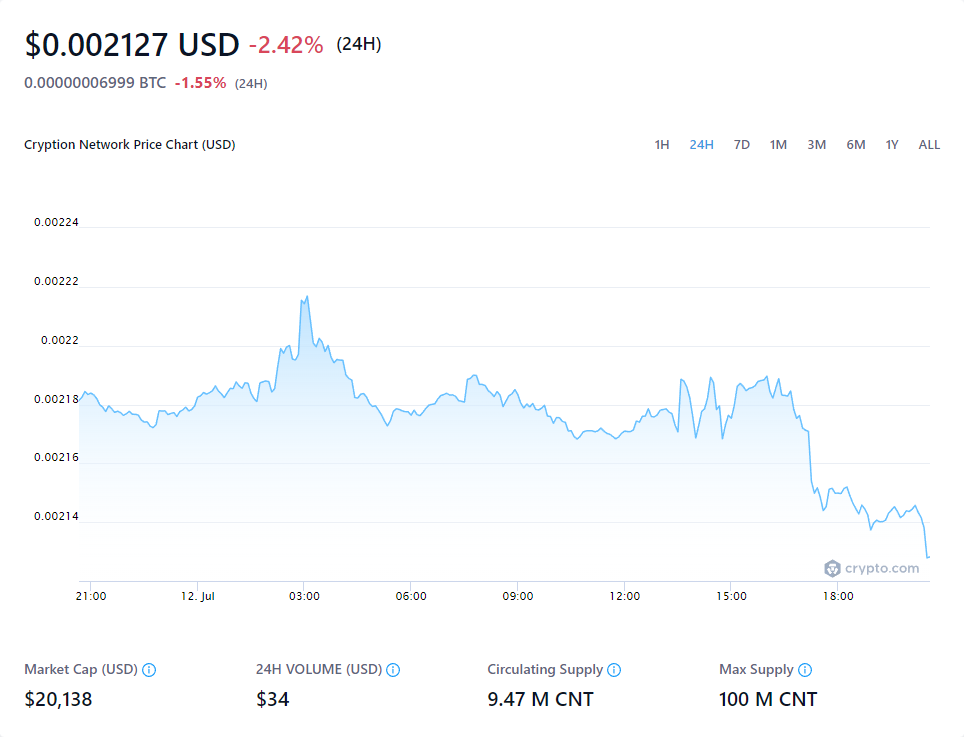 $0.002127 USD -2.42% (24H)
0.00000006999 BTC -1.55% (24H)
Cryption Network Price Chart (USD) 1H 24H 7D 1M 3M 6M 1Y ALL
0.00224
0.00222
0.0022
0.00218
0.00216
0.00214
crypto.com
21:00 12. Jul 03:00 06:00 09:00 12:00 15:00 18:00
Market Cap (USD) 24H VOLUME (USD) Circulating Supply Max Supply
$20,138 $34 9.47 M CNT 100 M CNT